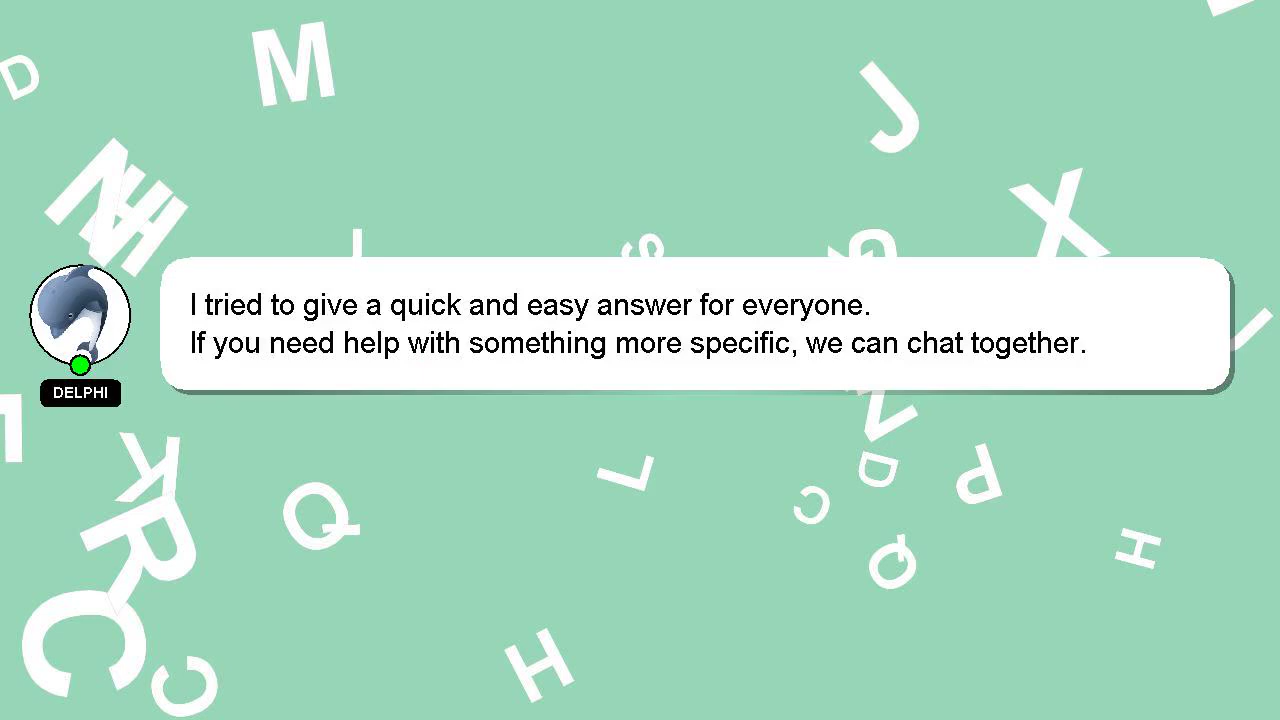 D
M
J
N
H
X
S
G
I tried to give a quick and easy answer for everyone.
If you need help with something more specific, we can chat together.
DELPHI
Z
L
D
P
C
Q
R
Q
H
C
C
H